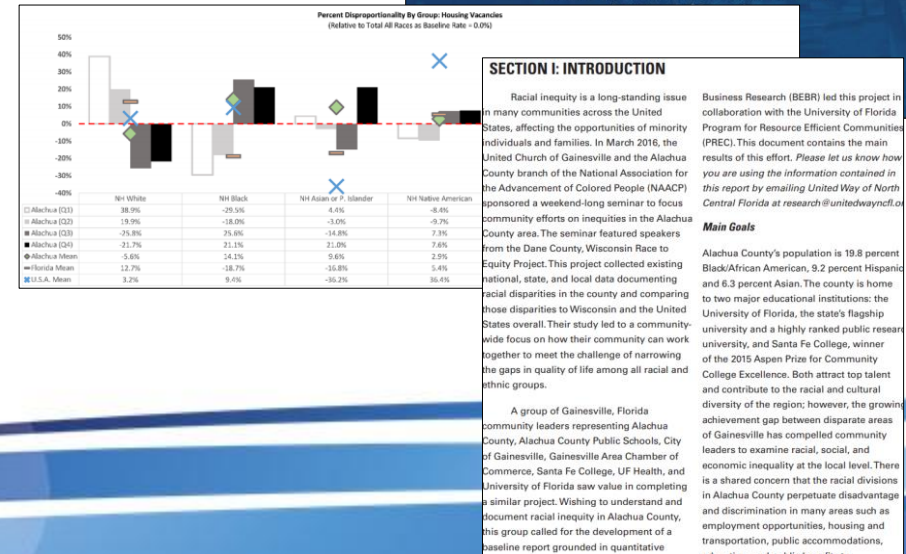 Percent Disproportionality By Group: Housing Vacancies
(Relative to Total All Races as Baseline Rate = 0.0%)
50%
40%
30%
20%
10%
0%
-10%
-20%
-30%
-40%
NH White NH Black NH Asian or P. Islander NH Native American
Alachua (Q1) 38.9% -29.5% 4.4% -8.4%
Alachua (Q2) 19.9% -18.0% -3.0% -9.7%
Alachua (Q3) -25.8% 25.6% -14.8% 7.3%
Alachua (Q4) -21.7% 21.1% 21.0% 7.6%
Alachua Mean -5.6% 14.1% 9.6% 2.9%
Florida Mean 12.7% -18.7% -16.8% 5.4%
U.S.A. Mean 3.2% 9.4% -36.2% 36.4%
SECTION I: INTRODUCTION
Racial inequity is a long-standing issue
in many communities across the United
States, affecting the opportunities of minority
individuals and families. In March 2016, the
United Church of Gainesville and the Alachua
County branch of the National Association for
the Advancement of Colored People (NAACP)
sponsored a weekend-long seminar to focus
community efforts on inequities in the Alachua
County area. The seminar featured speakers
from the Dane County, Wisconsin Race to
Equity Project. This project collected existing
national, state, and local data documenting
racial disparities in the county and comparing
those disparities to Wisconsin and the United
States overall. Their study led to a community-
wide focus on how their community can work
together to meet the challenge of narrowing
the gaps in quality of life among all racial and
ethnic groups.
A group of Gainesville, Florida
community leaders representing Alachua
County, Alachua County Public Schools, City
of Gainesville, Gainesville Area Chamber of
Commerce, Santa Fe College, UF Health, and
University of Florida saw value in completing
a similar project. Wishing to understand and
document racial inequity in Alachua County,
this group called for the development of a
baseline report grounded in quantitative
Business Research (BEBR) led this project in
collaboration with the University of Florida
Program for Resource Efficient Communities
(PREC). This document contains the main
results of this effort. Please let us know how
you are using the information contained in
this report by emailing United Way of North
Central Florida at research@unitedwayncfl.or
Main Goals
Alachua County's population is 19.8 percent
Black/African American, 9.2 percent Hispanic
and 6.3 percent Asian. The county is home
to two major educational institutions: the
University of Florida, the state's flagship
university and a highly ranked public researc
university, and Santa Fe College, winner
of the 2015 Aspen Prize for Community
College Excellence. Both attract top talent
and contribute to the racial and cultural
diversity of the region; however, the growing
achievement gap between disparate areas
of Gainesville has compelled community
leaders to examine racial, social, and
economic inequality at the local level. There
is a shared concern that the racial divisions
in Alachua County perpetuate disadvantage
and discrimination in many areas such as
employment opportunities, housing and
transportation, public accommodations,